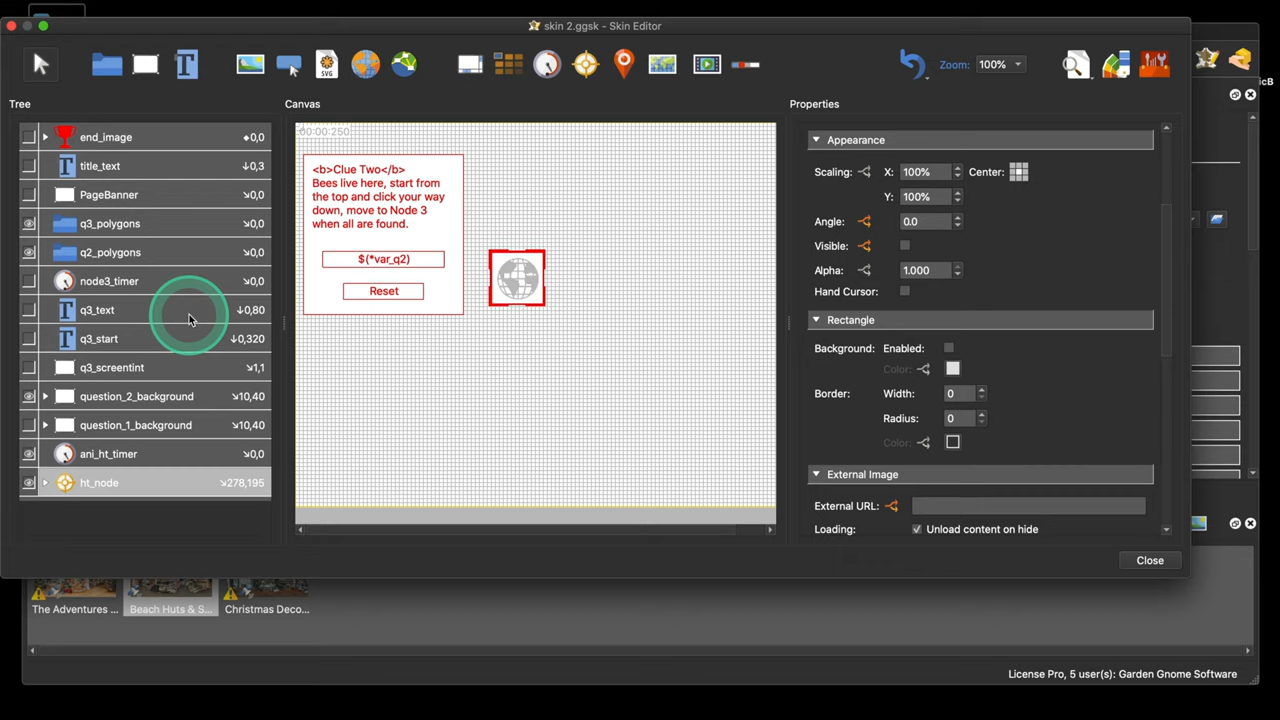 skin 2.ggsk - Skin Editor
T
SVG
Zoom: 100%
Tree
Canvas
Properties
end_image 0,0
T title_text 0,3
PageBanner 0,0
q3_polygons 0,0
q2_polygons 0,0
node3_timer 0,0
T q3_text 0,80
T q3_start 0,320
q3_screentint 1,1
question_2_background 10,40
question_1_background 10,40
ani_ht_timer 0,0
ht_node 278,195
00:00:250
<b>Clue Two</b>
Bees live here, start from
the top and click your way
down, move to Node 3
when all are found.
$(*var_q2)
Reset
Appearance
Scaling: X: 100% Center:
Y: 100%
Angle: 0.0
Visible:
Alpha: 1.000
Hand Cursor:
Rectangle
Background: Enabled:
Color:
Border: Width: 0
Radius: 0
Color:
External Image
External URL:
Loading: Unload content on hide
Close
The Adventures ...
Beach Huts & S...
Christmas Deco...
License Pro, 5 user(s): Garden Gnome Software